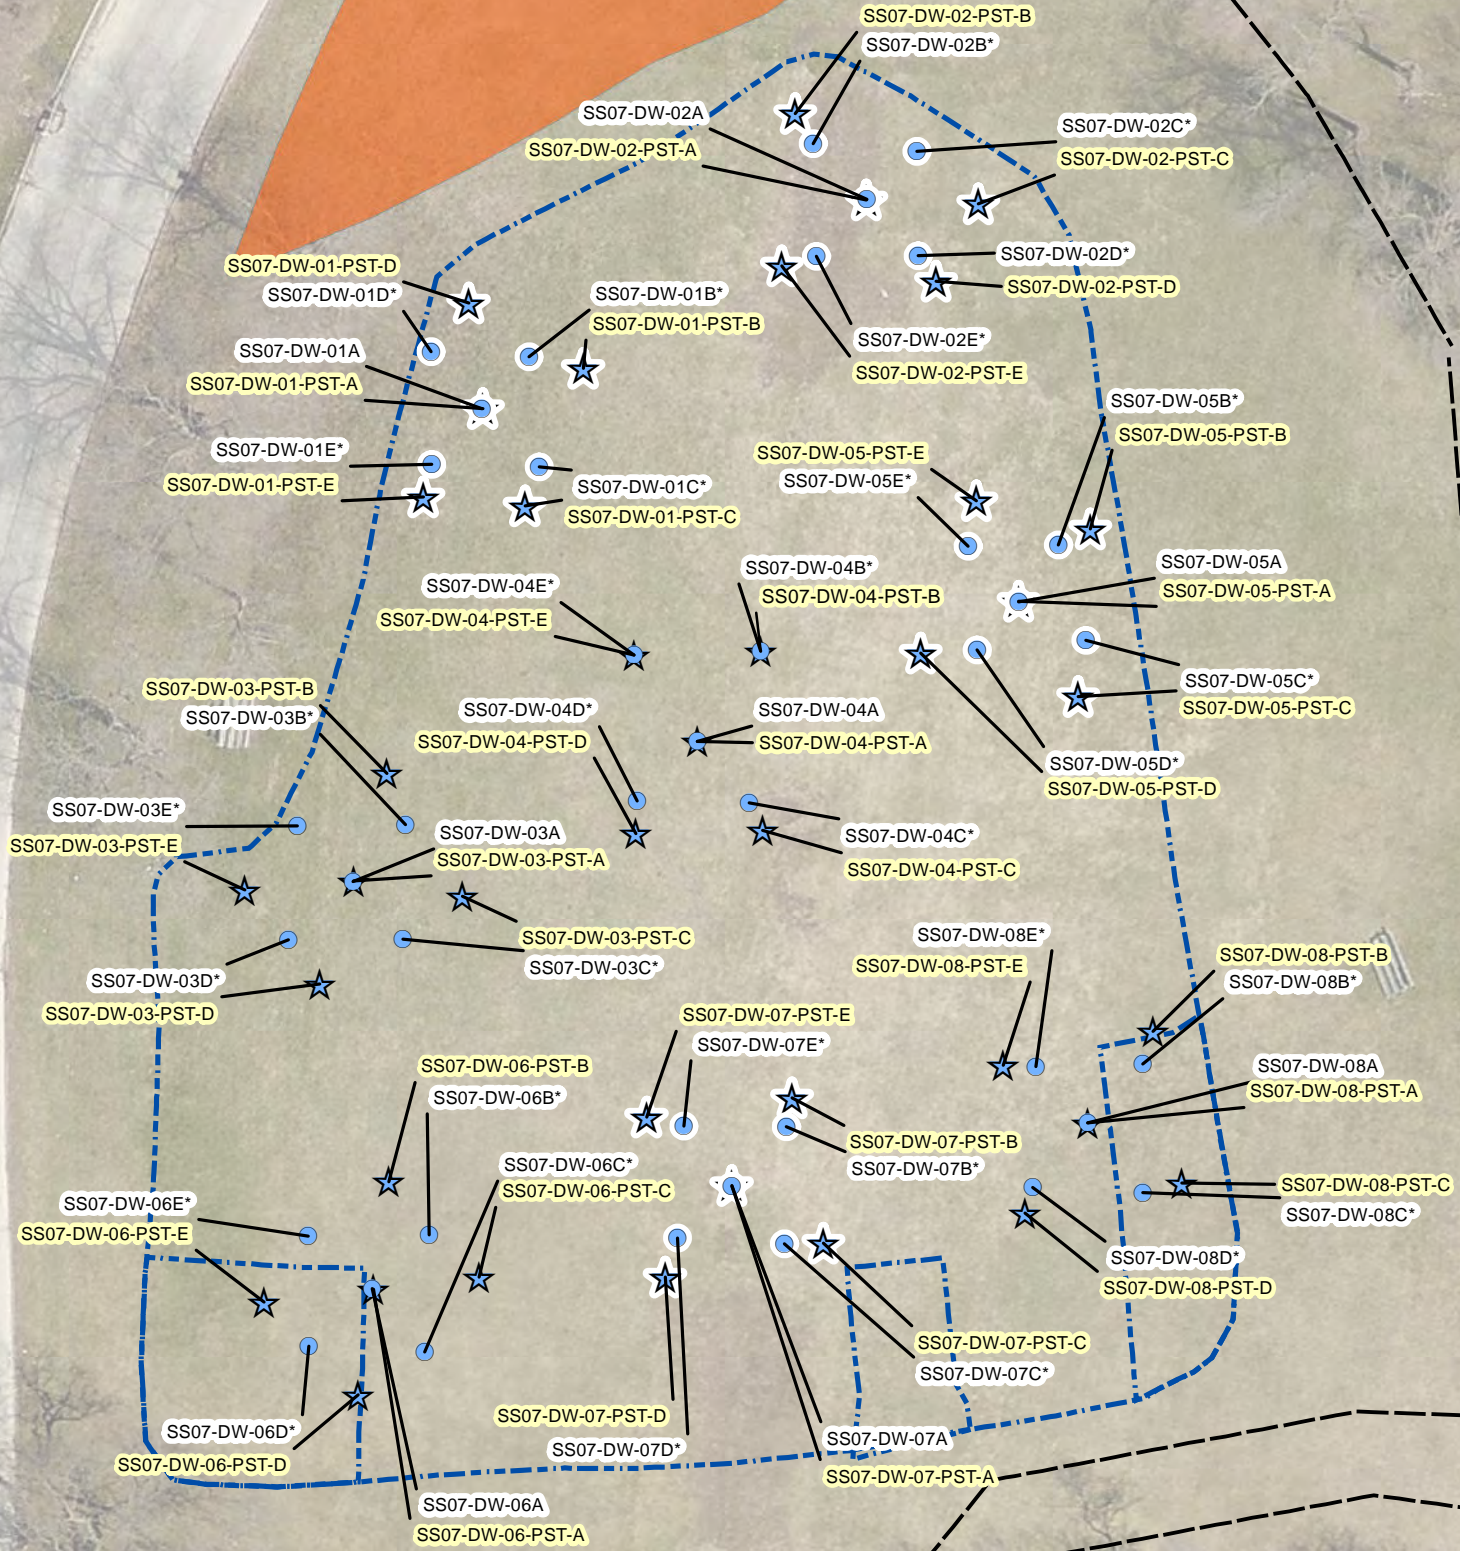 SS07-DW-02-PST-B
SS07-DW-02B*
SS07-DW-02A
SS07-DW-02-PST-A
SS07-DW-02C*
SS07-DW-02-PST-C
SS07-DW-02D*
SS07-DW-02-PST-D
SS07-DW-01-PST-D
SS07-DW-01D*
SS07-DW-01B*
SS07-DW-01-PST-B
SS07-DW-02E*
SS07-DW-02-PST-E
SS07-DW-01A
SS07-DW-01-PST-A
SS07-DW-05B*
SS07-DW-05-PST-B
SS07-DW-01E*
SS07-DW-01-PST-E
SS07-DW-05-PST-E
SS07-DW-05E*
SS07-DW-01C*
SS07-DW-01-PST-C
SS07-DW-04E*
SS07-DW-04-PST-E
SS07-DW-04B*
SS07-DW-04-PST-B
SS07-DW-05A
SS07-DW-05-PST-A
SS07-DW-03-PST-B
SS07-DW-03B*
SS07-DW-04D*
SS07-DW-04-PST-D
SS07-DW-04A
SS07-DW-04-PST-A
SS07-DW-05C*
SS07-DW-05-PST-C
SS07-DW-05D*
SS07-DW-05-PST-D
SS07-DW-03E*
SS07-DW-03-PST-E
SS07-DW-03A
SS07-DW-03-PST-A
SS07-DW-04C*
SS07-DW-04-PST-C
SS07-DW-03-PST-C
SS07-DW-03C*
SS07-DW-08E*
SS07-DW-08-PST-E
SS07-DW-08-PST-B
SS07-DW-08B*
SS07-DW-03D*
SS07-DW-03-PST-D
SS07-DW-07-PST-E
SS07-DW-07E*
SS07-DW-06-PST-B
SS07-DW-06B*
SS07-DW-08A
SS07-DW-08-PST-A
SS07-DW-07-PST-B
SS07-DW-07B*
SS07-DW-06C*
SS07-DW-06-PST-C
SS07-DW-08-PST-C
SS07-DW-08C*
SS07-DW-06E*
SS07-DW-06-PST-E
SS07-DW-08D*
SS07-DW-08-PST-D
SS07-DW-07-PST-C
SS07-DW-07C*
SS07-DW-07-PST-D
SS07-DW-07D*
SS07-DW-06D*
SS07-DW-06-PST-D
SS07-DW-07A
SS07-DW-07-PST-A
SS07-DW-06A
SS07-DW-06-PST-A